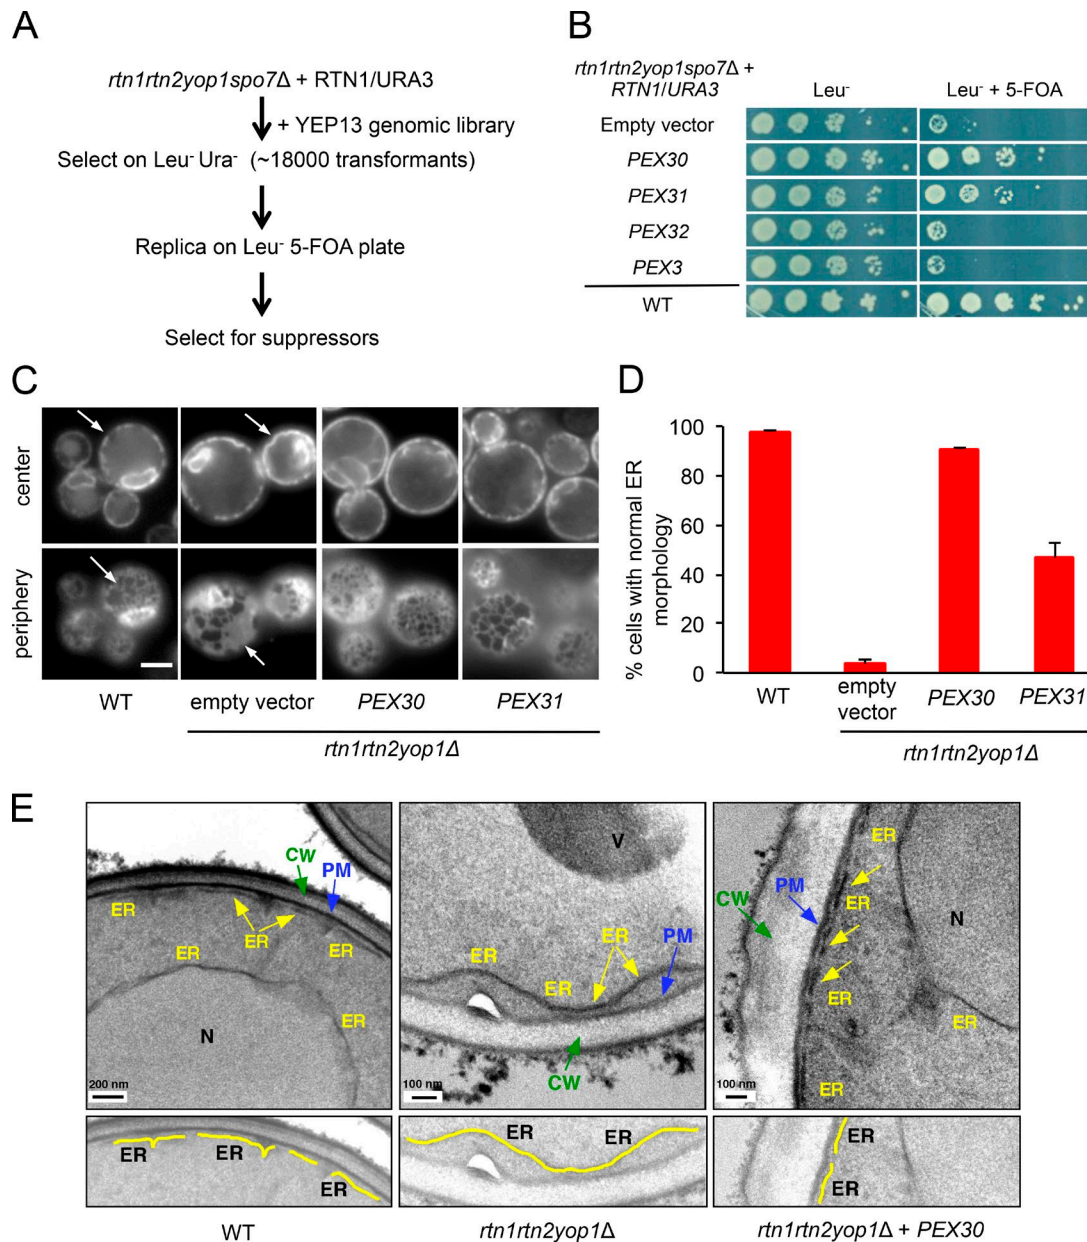 A
rtn1rtn2yop1spo7Δ + RTN1/URA3
+ YEP13 genomic library
Select on Leu- Ura- (~18000 transformants)
Replica on Leu- 5-FOA plate
Select for suppressors
B
rtn1rtn2yop1spo7Δ +
RTN1/URA3
Leu-
Leu- + 5-FOA
Empty vector
PEX30
PEX31
PEX32
PEX3
WT
C
center
periphery
WT
empty vector
PEX30
PEX31
rtn1rtn2yop1Δ
D
% cells with normal ER
morphology
100
80
60
40
20
0
WT
empty
vector
PEX30
PEX31
rtn1rtn2yop1Δ
E
CW
PM
ER
ER
ER
ER
ER
N
200 nm
ER
ER
ER
WT
V
ER
ER
PM
ER
CW
100 nm
ER
ER
rtn1rtn2yop1Δ
ER
PM
ER
CW
N
ER
ER
ER
100 nm
ER
ER
rtn1rtn2yop1Δ + PEX30